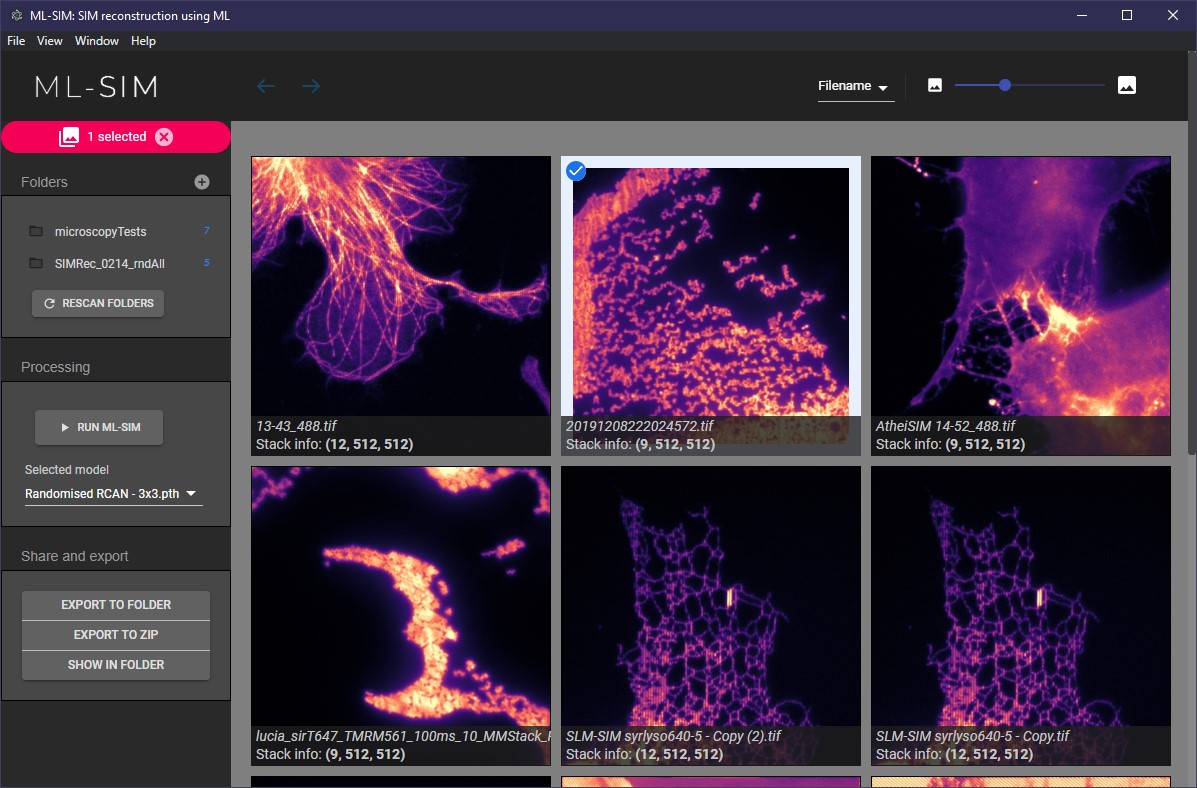 ML-SIM: SIM reconstruction using ML
File View Window Help
ML-SIM
Filename
1 selected
Folders
microscopyTests 7
SIMRec_0214_rndAll 5
RESCAN FOLDERS
Processing
RUN ML-SIM
Selected model
Randomised RCAN - 3x3.pth
Share and export
EXPORT TO FOLDER
EXPORT TO ZIP
SHOW IN FOLDER
13-43_488.tif
Stack info: (12, 512, 512)
20191208222024572.tif
Stack info: (9, 512, 512)
AtheiSIM 14-52_488.tif
Stack info: (9, 512, 512)
lucia_sirT647_TMRM561_100ms_10_MMStack_
Stack info: (9, 512, 512)
SLM-SIM syrlyso640-5 - Copy (2).tif
Stack info: (12, 512, 512)
SLM-SIM syrlyso640-5 - Copy.tif
Stack info: (12, 512, 512)